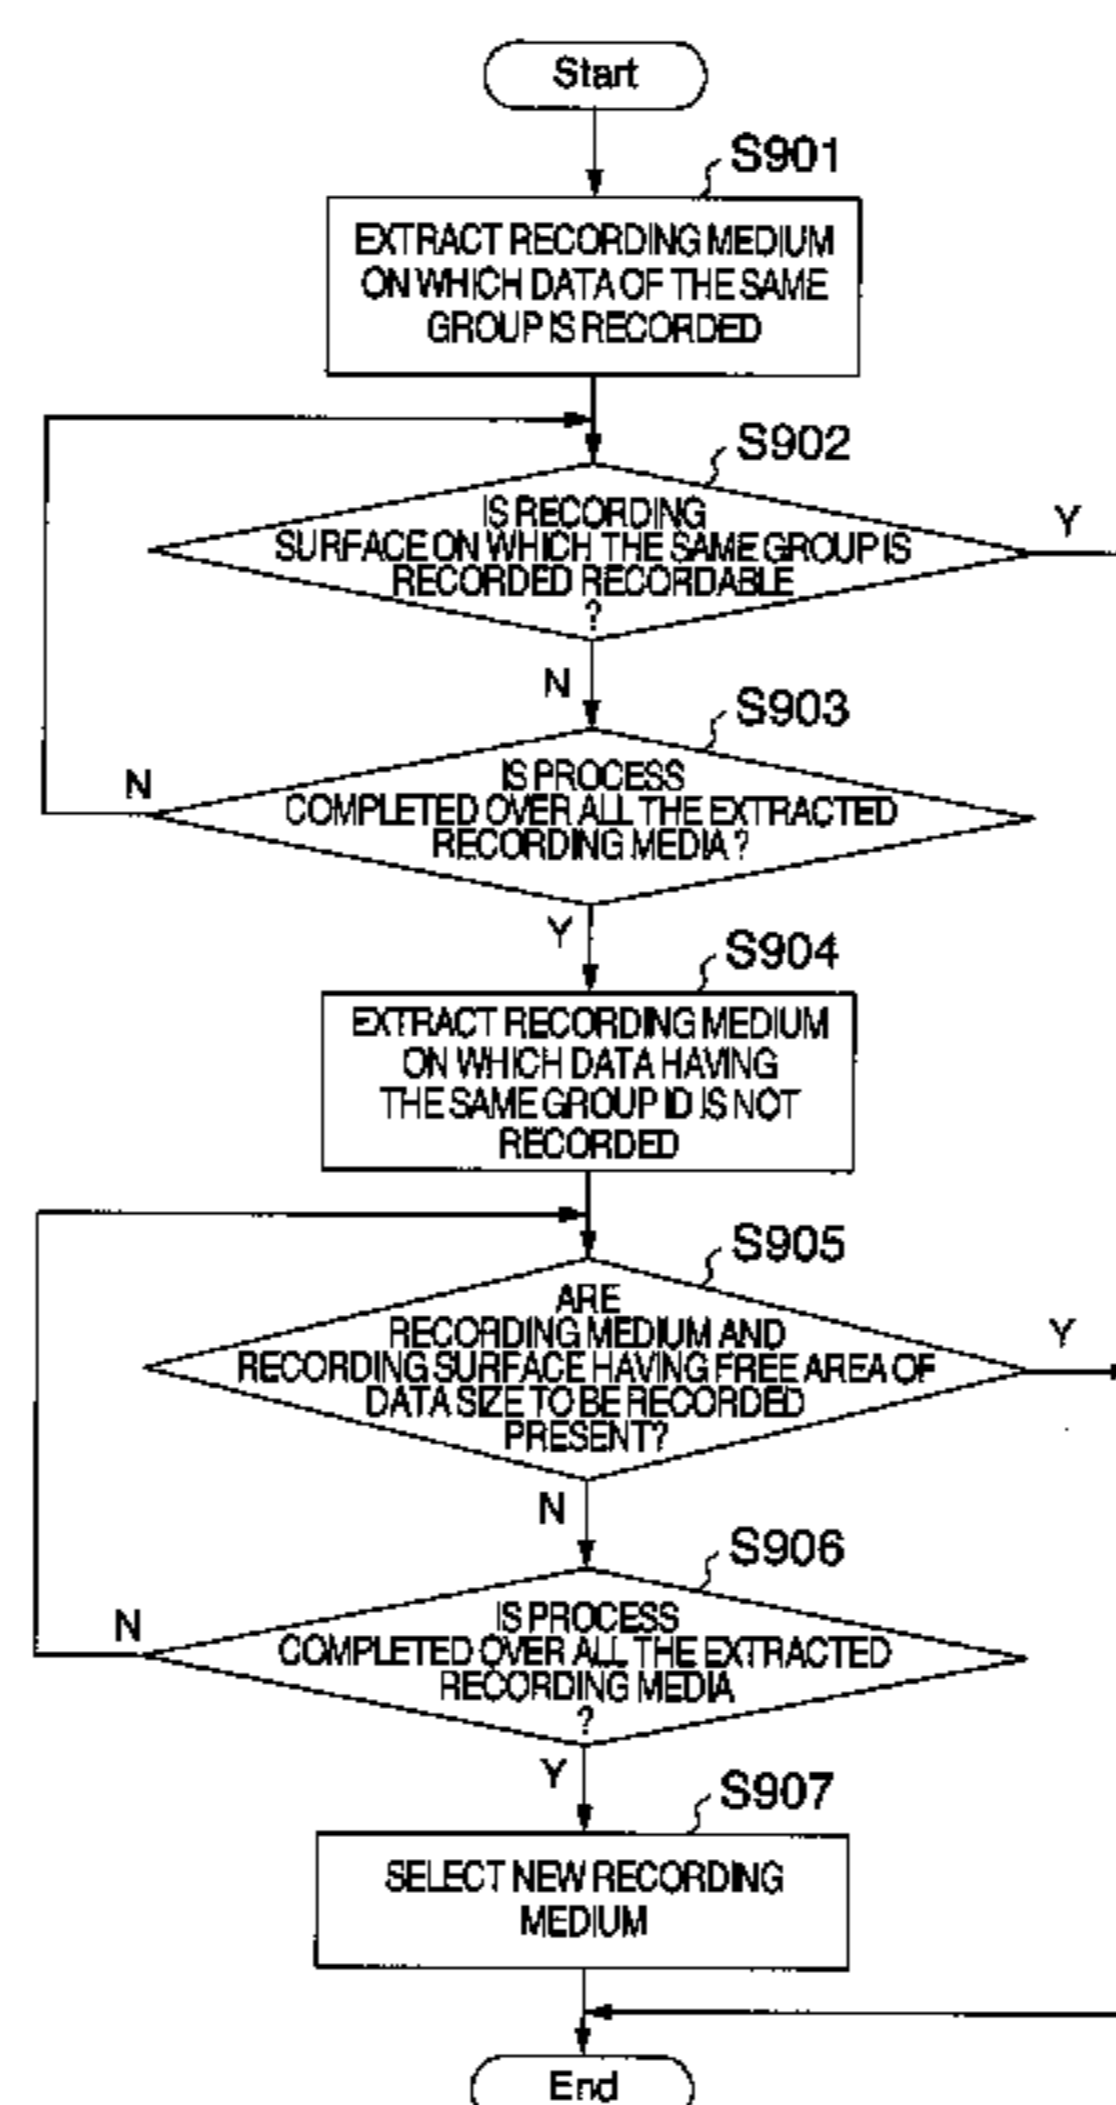 Start
S901
EXTRACT RECORDING MEDIUM
ON WHICH DATA OF THE SAME
GROUP IS RECORDED
S902
IS RECORDING
SURFACE ON WHICH THE SAME GROUP IS
RECORDED RECORDABLE
?
Y
N
S903
IS PROCESS
COMPLETED OVER ALL THE EXTRACTED
RECORDING MEDIA?
N
Y
S904
EXTRACT RECORDING MEDIUM
ON WHICH DATA HAVING
THE SAME GROUP ID IS NOT
RECORDED
S905
ARE
RECORDING MEDIUM AND
RECORDING SURFACE HAVING FREE AREA OF
DATA SIZE TO BE RECORDED
PRESENT?
Y
N
S906
IS PROCESS
COMPLETED OVER ALL THE EXTRACTED
RECORDING MEDIA
?
N
Y
S907
SELECT NEW RECORDING
MEDIUM
End